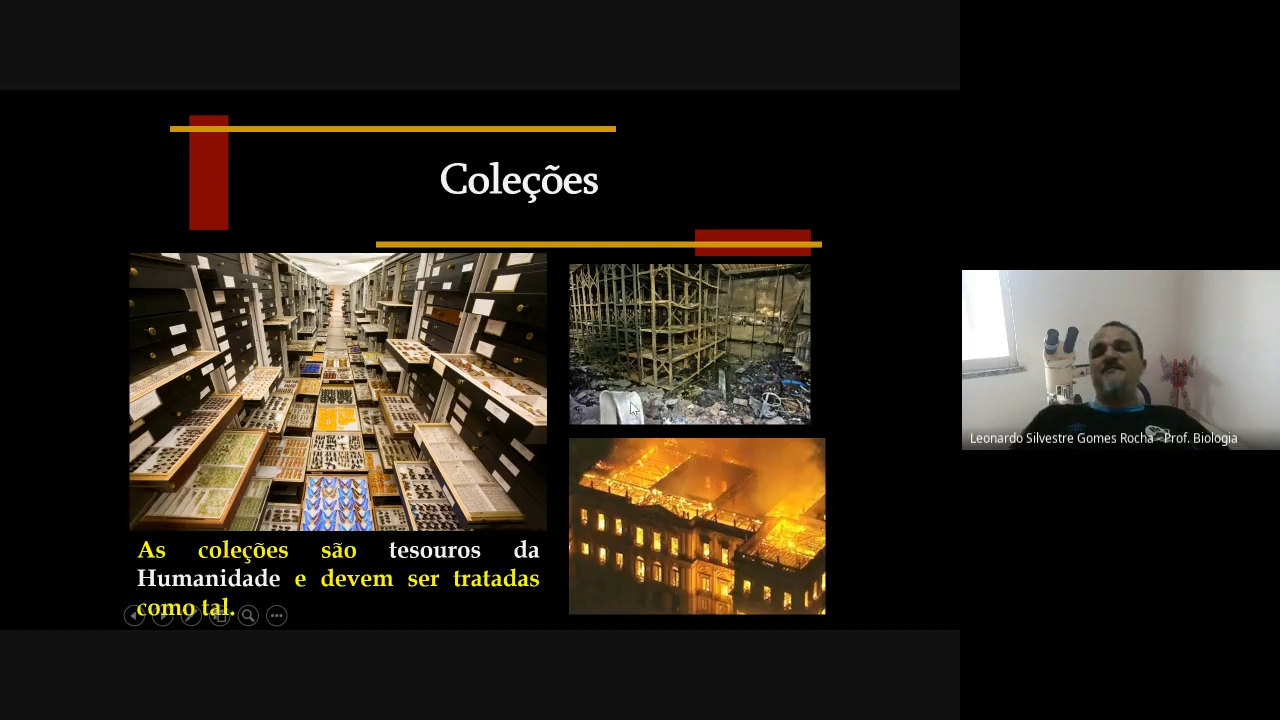 Coleções
As coleções são tesouros da
Humanidade e devem ser tratadas
como tal.
Leonardo Silvestre Gomes Rocha - Prof. Biologia